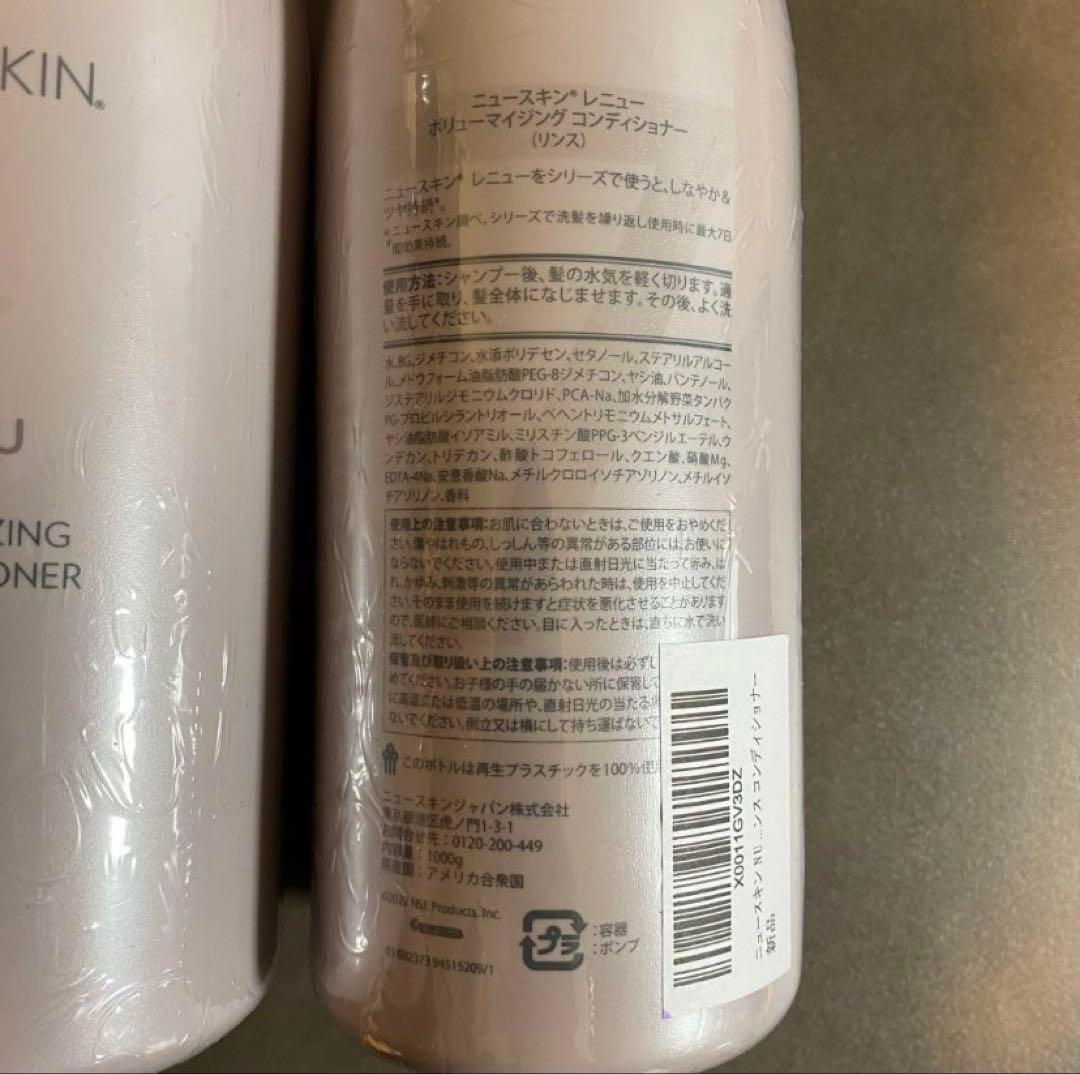 KIN®
U
ZING
ONER
ニュースキン® レニュー
ボリューマイジング コンディショナー
(リンス)
ニュースキン® レニューをシリーズで使うと、しなやか&
ツヤ持続*。
*ニュースキン調べ。シリーズで洗髪を繰り返し使用時に最大7日
間効果持続。
使用方法:シャンプー後、髪の水気を軽く切ります。適
量を手に取り、髪全体になじませます。その後、よく洗
い流してください。
水、BG、ジメチコン、水添ポリデセン、セタノール、ステアリルアルコー
ル、メドウフォーム油脂肪酸PEG-8ジメチコン、ヤシ油、パンテノール、
ジステアリルジモニウムクロリド、PCA-Na、加水分解野菜タンパク
PG-プロピルシラントリオール、ベヘントリモニウムメトサルフェート、
ヤシ油脂肪酸イソアミル、ミリスチン酸PPG-3ベンジルエーテル、ウ
ンデカン、トリデカン、酢酸トコフェロール、クエン酸、硝酸Mg、
EDTA-4Na、安息香酸Na、メチルクロロイソチアゾリノン、メチルイソ
チアゾリノン、香料
使用上の注意事項:お肌に合わないときは、ご使用をおやめくだ
さい。傷やはれもの、しっしん等の異常がある部位には、お使いに
ならないでください。使用中または直射日光に当たって赤み、は
れ、かゆみ、刺激等の異常があらわれた時は、使用を中止してくだ
さい。そのまま使用を続けますと症状を悪化させることがあります
ので、医師にご相談ください。目に入ったときは、直ちに水で洗い
流してください。
保管及び取り扱い上の注意事項:使用後は必ずし
めてください。お子様の手の届かない所に保管して
に高温または低温の場所や、直射日光の当たる
ないでください。倒立又は横にして持ち運ばないで
このボトルは再生プラスチックを100%使
ニュースキンジャパン株式会社
東京都港区虎ノ門1-3-1
お問合せ先:0120-200-449
内容量:1000g
原産国:アメリカ合衆国
NSE Products, Inc.
プラ
:容器
:ポンプ
03 002373 94515209/1
X0011GV3DZ
ニュースキン NU ...ンス コンディショナー
新品